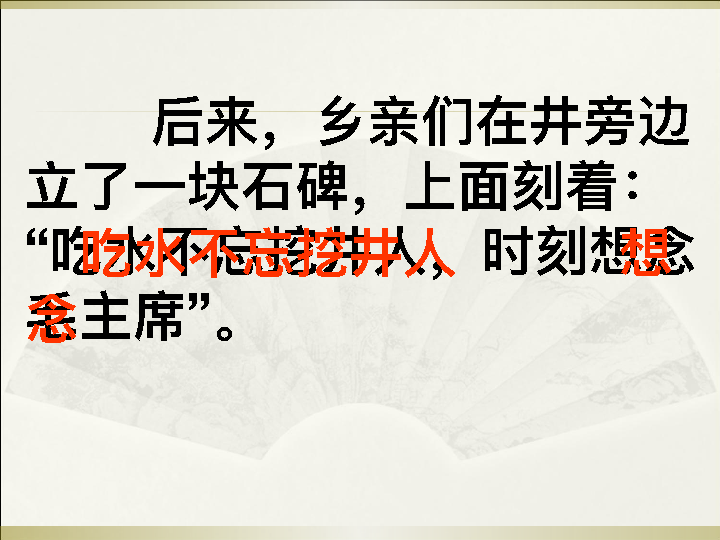 后来，乡亲们在井旁边
立了一块石碑，上面刻着：
“吃水不忘挖井人，时刻想念
毛主席”。
吃水不忘挖井人
想
念